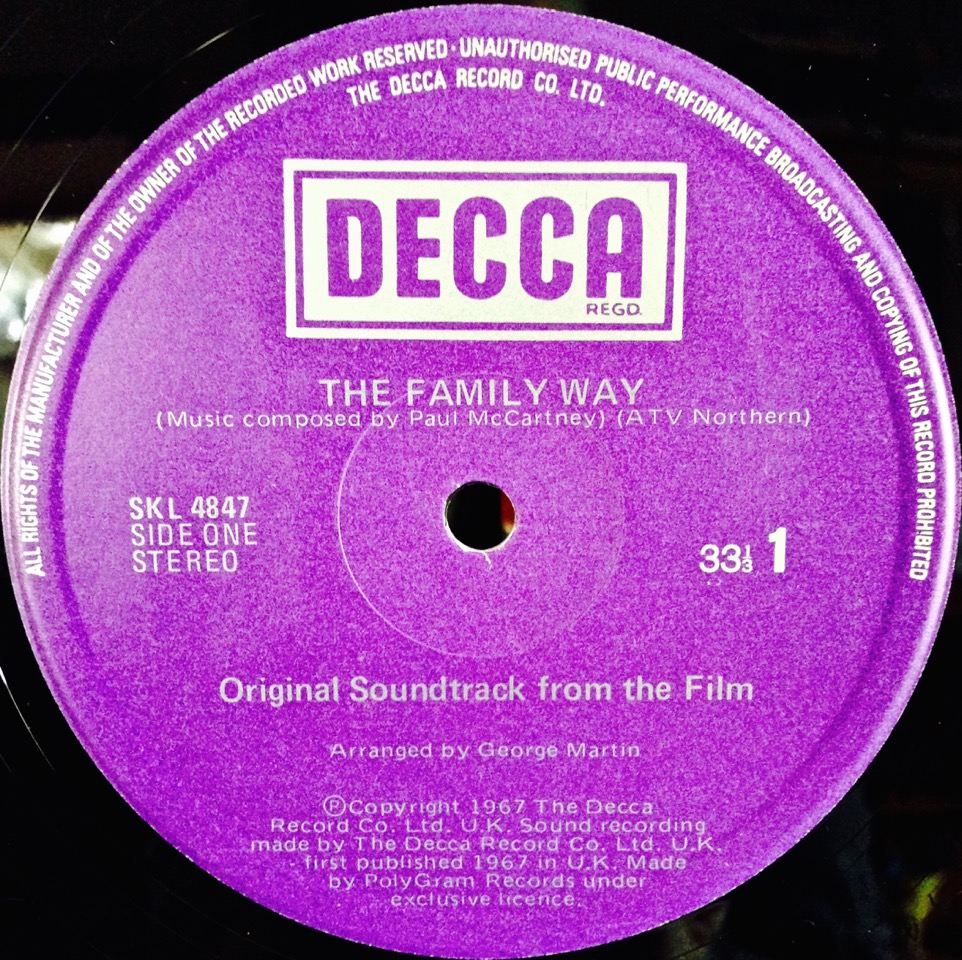 ALL RIGHTS OF THE MANUFACTURER AND OF THE OWNER OF THE RECORDED WORK RESERVED · UNAUTHORISED PUBLIC PERFORMANCE BROADCASTING AND COPYING OF THIS RECORD PROHIBITED
THE DECCA RECORD CO. LTD.
DECCA
REGD.
THE FAMILY WAY
(Music composed by Paul McCartney) (ATV Northern)
SKL 4847
SIDE ONE
STEREO
33⅓ 1
Original Soundtrack from the Film
Arranged by George Martin
ⓅCopyright 1967 The Decca
Record Co. Ltd. U.K. Sound recording
made by The Decca Record Co. Ltd. U.K.
first published 1967 in U.K. Made
by PolyGram Records under
exclusive licence.